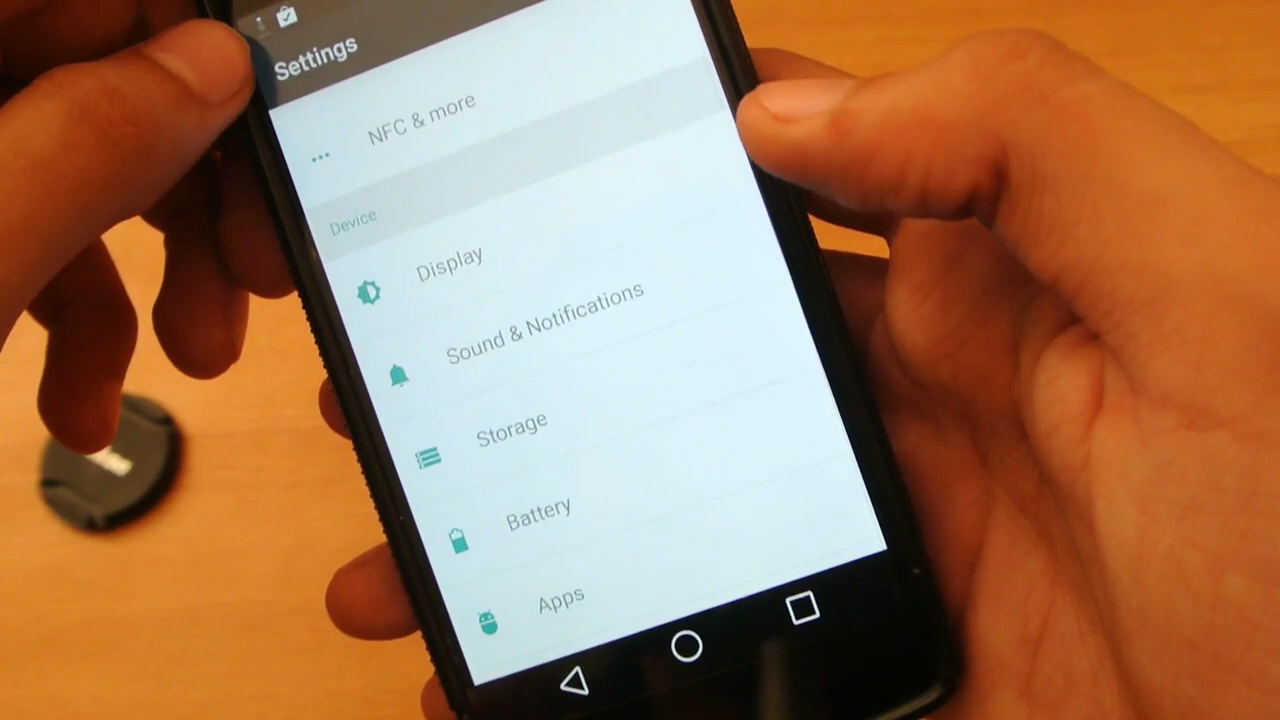 Settings
NFC & more
Device
Display
Sound & Notifications
Storage
Battery
Apps